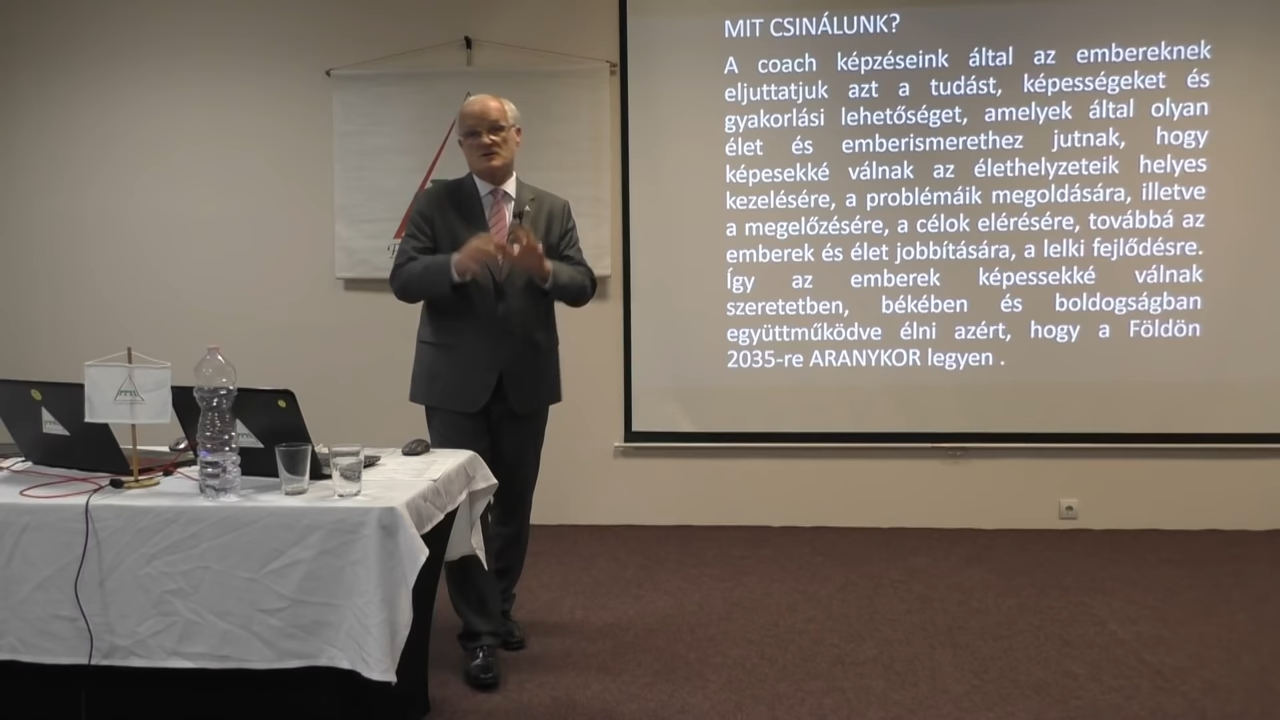 MIT CSINÁLUNK?
A coach képzéseink által az embereknek
eljuttatjuk azt a tudást, képességeket és
gyakorlási lehetőséget, amelyek által olyan
élet és emberismerethez jutnak, hogy
képesekké válnak az élethelyzeteik helyes
kezelésére, a problémáik megoldására, illetve
a megelőzésére, a célok elérésére, továbbá az
emberek és élet jobbítására, a lelki fejlődésre.
Így az emberek képessekké válnak
szeretetben, békében és boldogságban
együttműködve élni azért, hogy a Földön
2035-re ARANYKOR legyen .